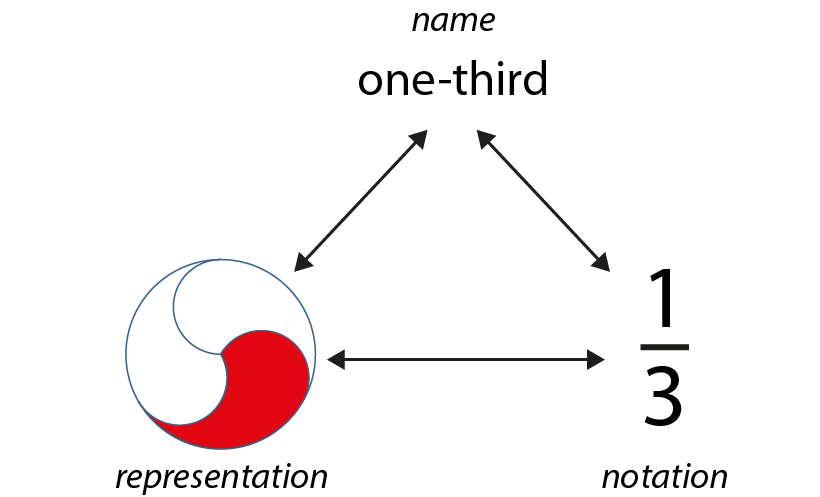 name
one-third
1
3
representation
notation